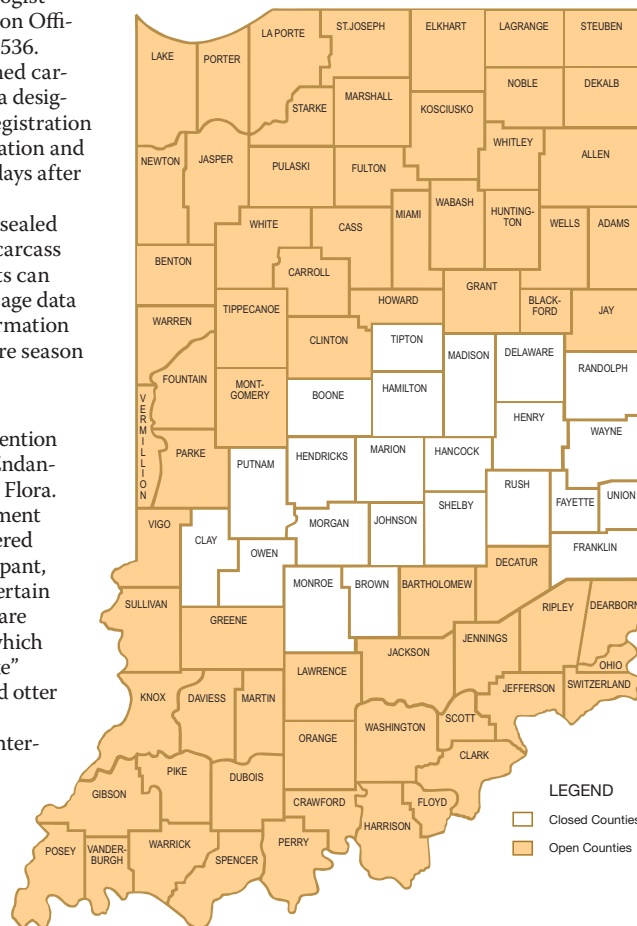 logist
on Offi-
536.
ned car-
a desig-
egistration
ation and
lays after
sealed
carcass
ts can
age data
rmation
re season
ention
Endan-
Flora.
ment
ered
ipant,
ertain
are
which
e”
d otter
nter-
LAKE
PORTER
LA PORTE
ST.JOSEPH
ELKHART
LAGRANGE
STEUBEN
NOBLE
DEKALB
STARKE
MARSHALL
KOSCIUSKO
WHITLEY
ALLEN
NEWTON
JASPER
PULASKI
FULTON
WABASH
HUNTING-
TON
MIAMI
WHITE
CASS
WELLS
ADAMS
BENTON
CARROLL
GRANT
HOWARD
BLACK-
FORD
JAY
TIPPECANOE
WARREN
CLINTON
TIPTON
MADISON
DELAWARE
RANDOLPH
FOUNTAIN
MONT-
GOMERY
BOONE
HAMILTON
VERMILLION
HENRY
WAYNE
PARKE
PUTNAM
HENDRICKS
MARION
HANCOCK
RUSH
FAYETTE
UNION
SHELBY
VIGO
CLAY
MORGAN
JOHNSON
OWEN
FRANKLIN
DECATUR
MONROE
BROWN
BARTHOLOMEW
SULLIVAN
RIPLEY
DEARBORN
GREENE
JENNINGS
JACKSON
OHIO
LAWRENCE
SWITZERLAND
JEFFERSON
KNOX
DAVIESS
MARTIN
SCOTT
WASHINGTON
ORANGE
CLARK
PIKE
DUBOIS
GIBSON
CRAWFORD
FLOYD
HARRISON
POSEY
VANDER-
BURGH
WARRICK
PERRY
SPENCER
LEGEND
Closed Counties
Open Counties